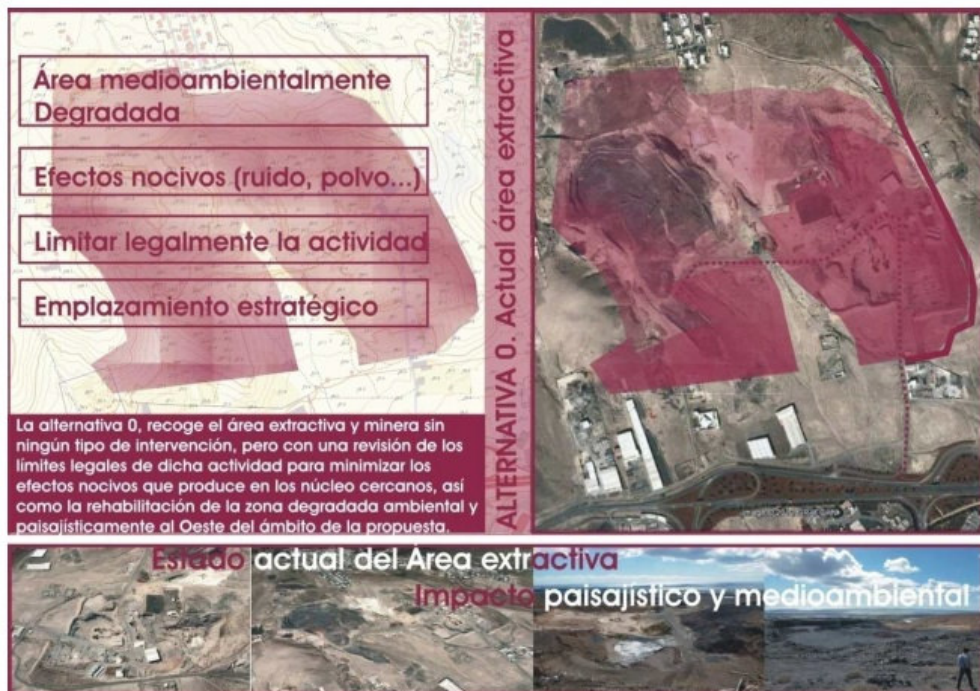 Área medioambientalmente
Degradada
Efectos nocivos (ruido, polvo...)
Limitar legalmente la actividad
Emplazamiento estratégico
La alternativa 0, recoge el área extractiva y minera sin
ningún tipo de intervención, pero con una revisión de los
límites legales de dicha actividad para minimizar los
efectos nocivos que produce en los núcleo cercanos, así
como la rehabilitación de la zona degradada ambiental y
paisajísticamente al Oeste del ámbito de la propuesta.
ALTERNATIVA 0. Actual área extractiva
Estado actual del Área extractiva
Impacto paisajístico y medioambiental